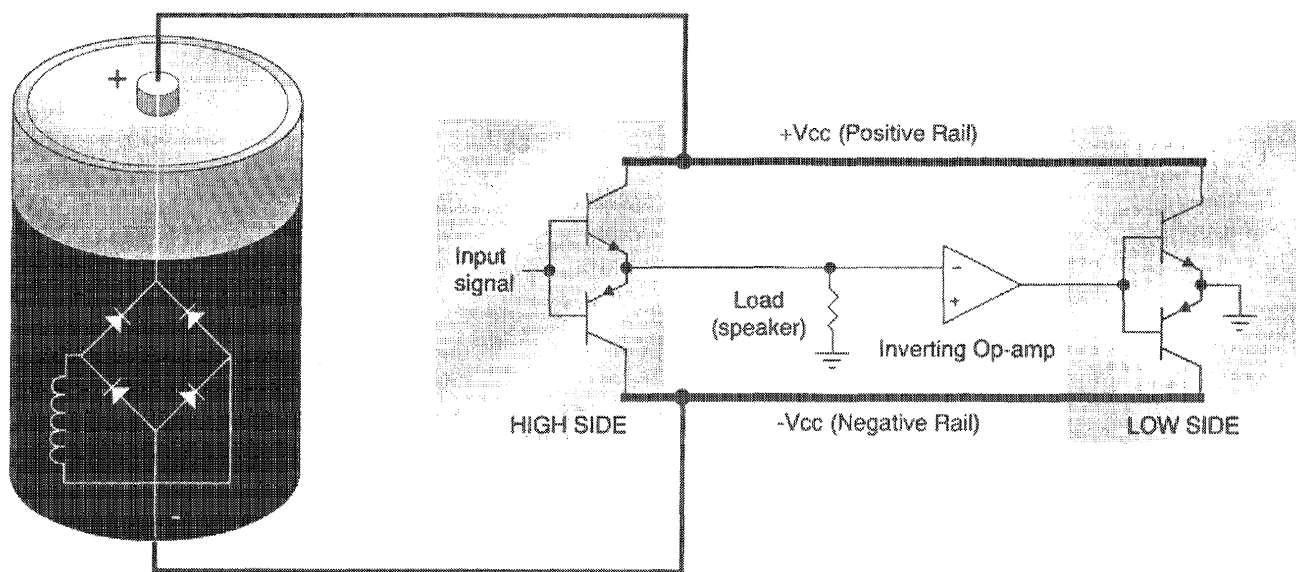 +
+Vcc (Positive Rail)
Input
signal
Load
(speaker)
-
+
Inverting Op-amp
HIGH SIDE
-Vcc (Negative Rail)
LOW SIDE
-